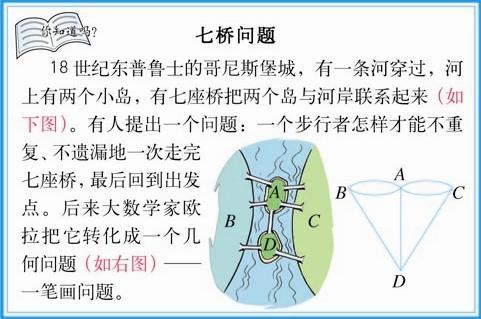 你知道吗?
七桥问题
18世纪东普鲁士的哥尼斯堡城，有一条河穿过，河
上有两个小岛，有七座桥把两个岛与河岸联系起来（如
下图）。有人提出一个问题：一个步行者怎样才能不重
复、不遗漏地一次走完
七座桥，最后回到出发
点。后来大数学家欧
拉把它转化成一个几
何问题（如右图）——
一笔画问题。
A
B
C
D
A
B
C
D